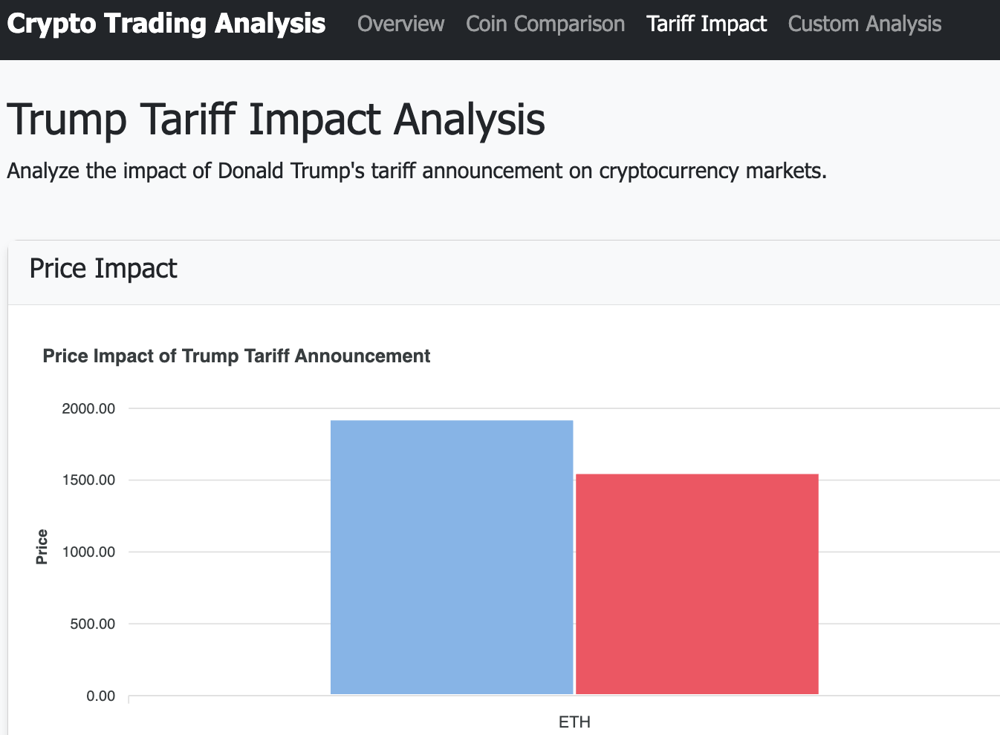 Crypto Trading Analysis Overview Coin Comparison Tariff Impact Custom Analysis
Trump Tariff Impact Analysis
Analyze the impact of Donald Trump's tariff announcement on cryptocurrency markets.
Price Impact
Price Impact of Trump Tariff Announcement
2000.00
1500.00
1000.00
500.00
0.00
Price
ETH